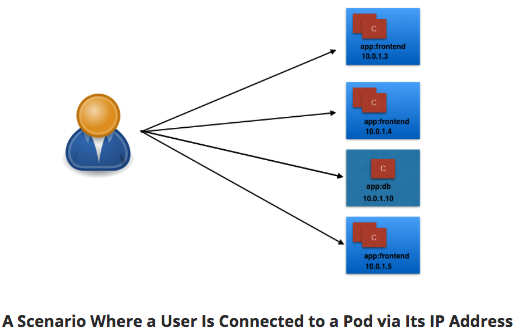 C
app:frontend
10.0.1.3
C
app:frontend
10.0.1.4
C
app:db
10.0.1.10
C
app:frontend
10.0.1.5
A Scenario Where a User Is Connected to a Pod via Its IP Address